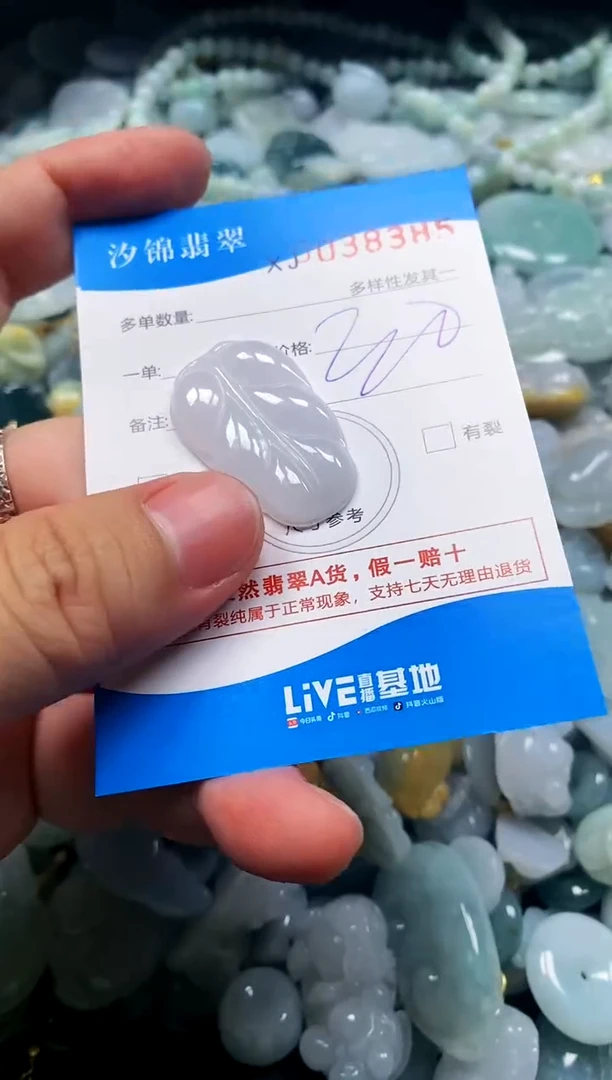 汐锦翡翠
XJ0038385
多样性发其一
多单数量:
一单:
价格:
备注:
有裂
尺寸参考
然翡翠A货，假一赔十
有裂纯属于正常现象，支持七天无理由退货
LiVE直播基地
今日头条 抖音 西瓜视频 抖音火山版